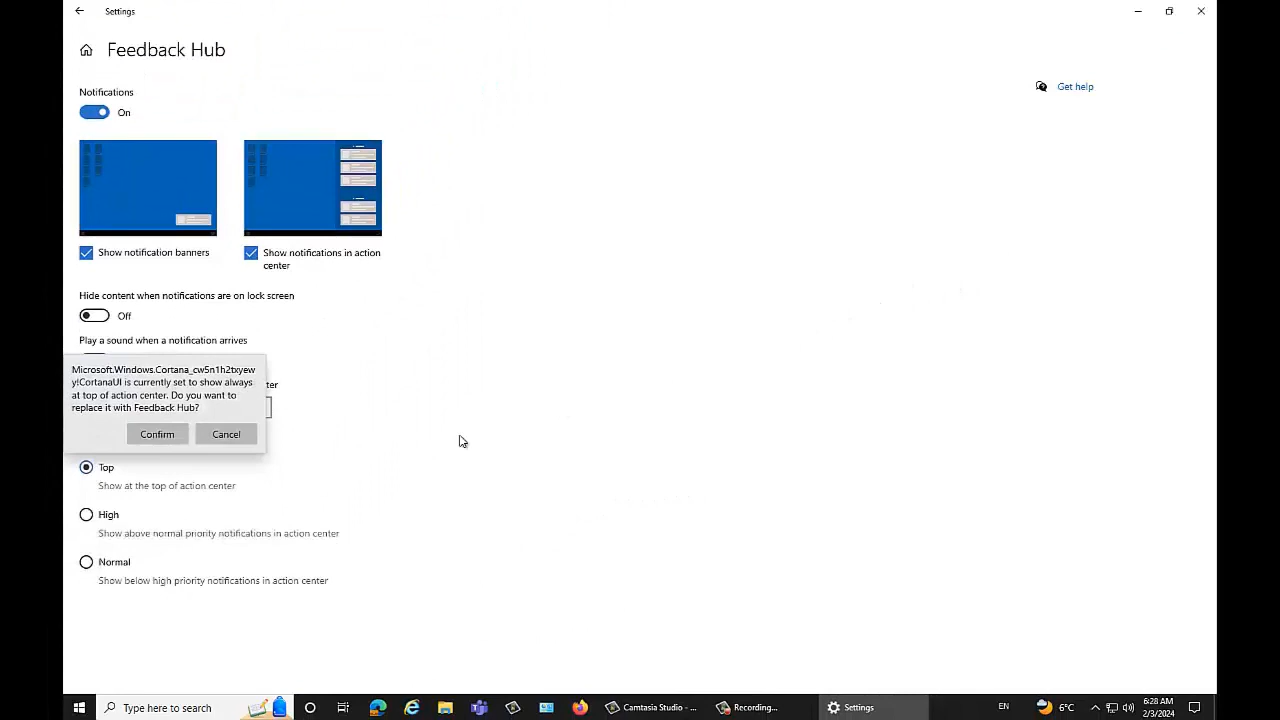 Settings
Feedback Hub
Notifications
On
Get help
Show notification banners
Show notifications in action
center
Hide content when notifications are on lock screen
Off
Play a sound when a notification arrives
Microsoft.Windows.Cortana_cw5n1h2txyew
y!CortanaUI is currently set to show always
at top of action center. Do you want to
replace it with Feedback Hub?
ter
Confirm
Cancel
Top
Show at the top of action center
High
Show above normal priority notifications in action center
Normal
Show below high priority notifications in action center
Type here to search
Camtasia Studio - ...
Recording...
Settings
EN
6°C
6:28 AM
2/3/2024